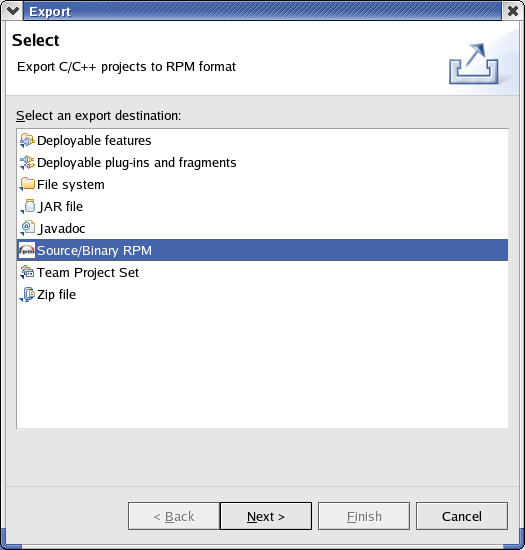 Export
Select
Export C/C++ projects to RPM format
Select an export destination:
Deployable features
Deployable plug-ins and fragments
File system
JAR file
Javadoc
rpm Source/Binary RPM
Team Project Set
Zip file
< Back Next > Finish Cancel